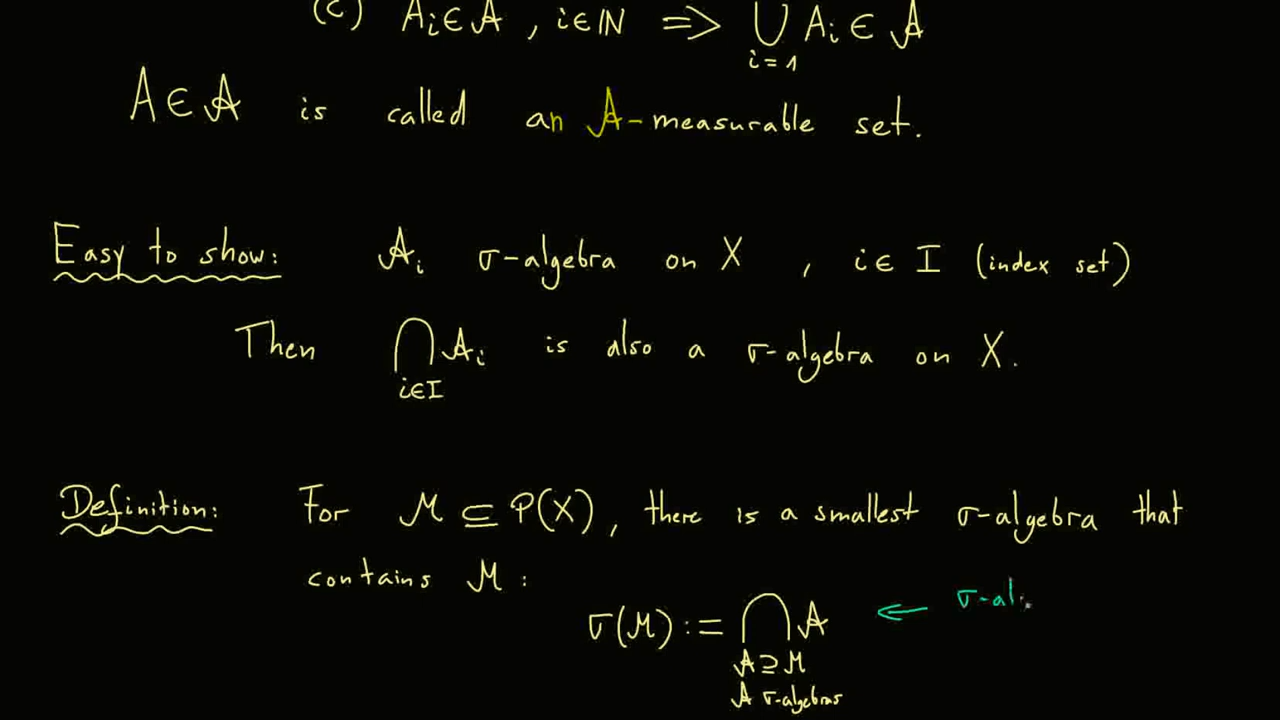 (c) Aᵢ ∈ 𝒜 , i ∈ ℕ ⟹ ⋃ Aᵢ ∈ 𝒜
i = 1
A ∈ 𝒜 is called an 𝒜-measurable set.
Easy to show: 𝒜ᵢ σ-algebra on X , i ∈ I (index set)
Then ⋂ 𝒜ᵢ is also a σ-algebra on X.
i∈I
Definition: For ℳ ⊆ P(X), there is a smallest σ-algebra that
contains ℳ:
σ(ℳ) := ⋂ 𝒜 ⟵ σ-al
𝒜 ⊇ ℳ
𝒜 σ-algebras